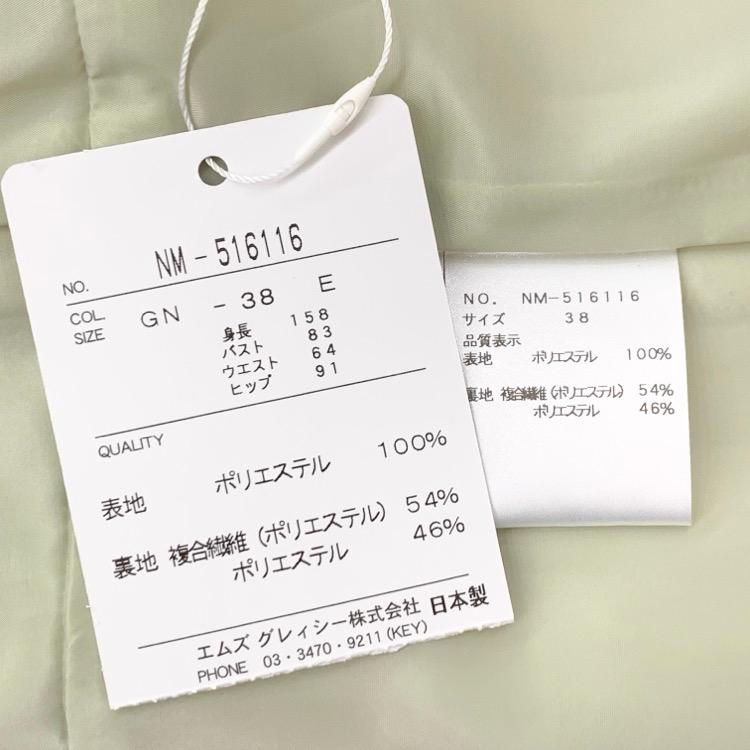 NO. NM-516116
COL. SIZE GN -38 E
身長 158
バスト 83
ウエスト 64
ヒップ 91
QUALITY
表地 ポリエステル 100%
裏地 複合繊維(ポリエステル) 54%
ポリエステル 46%
エムズ グレィシー株式会社 日本製
PHONE 03・3470・9211(KEY)
NO. NM-516116
サイズ 38
品質表示
表地 ポリエステル 100%
裏地 複合繊維(ポリエステル) 54%
ポリエステル 46%